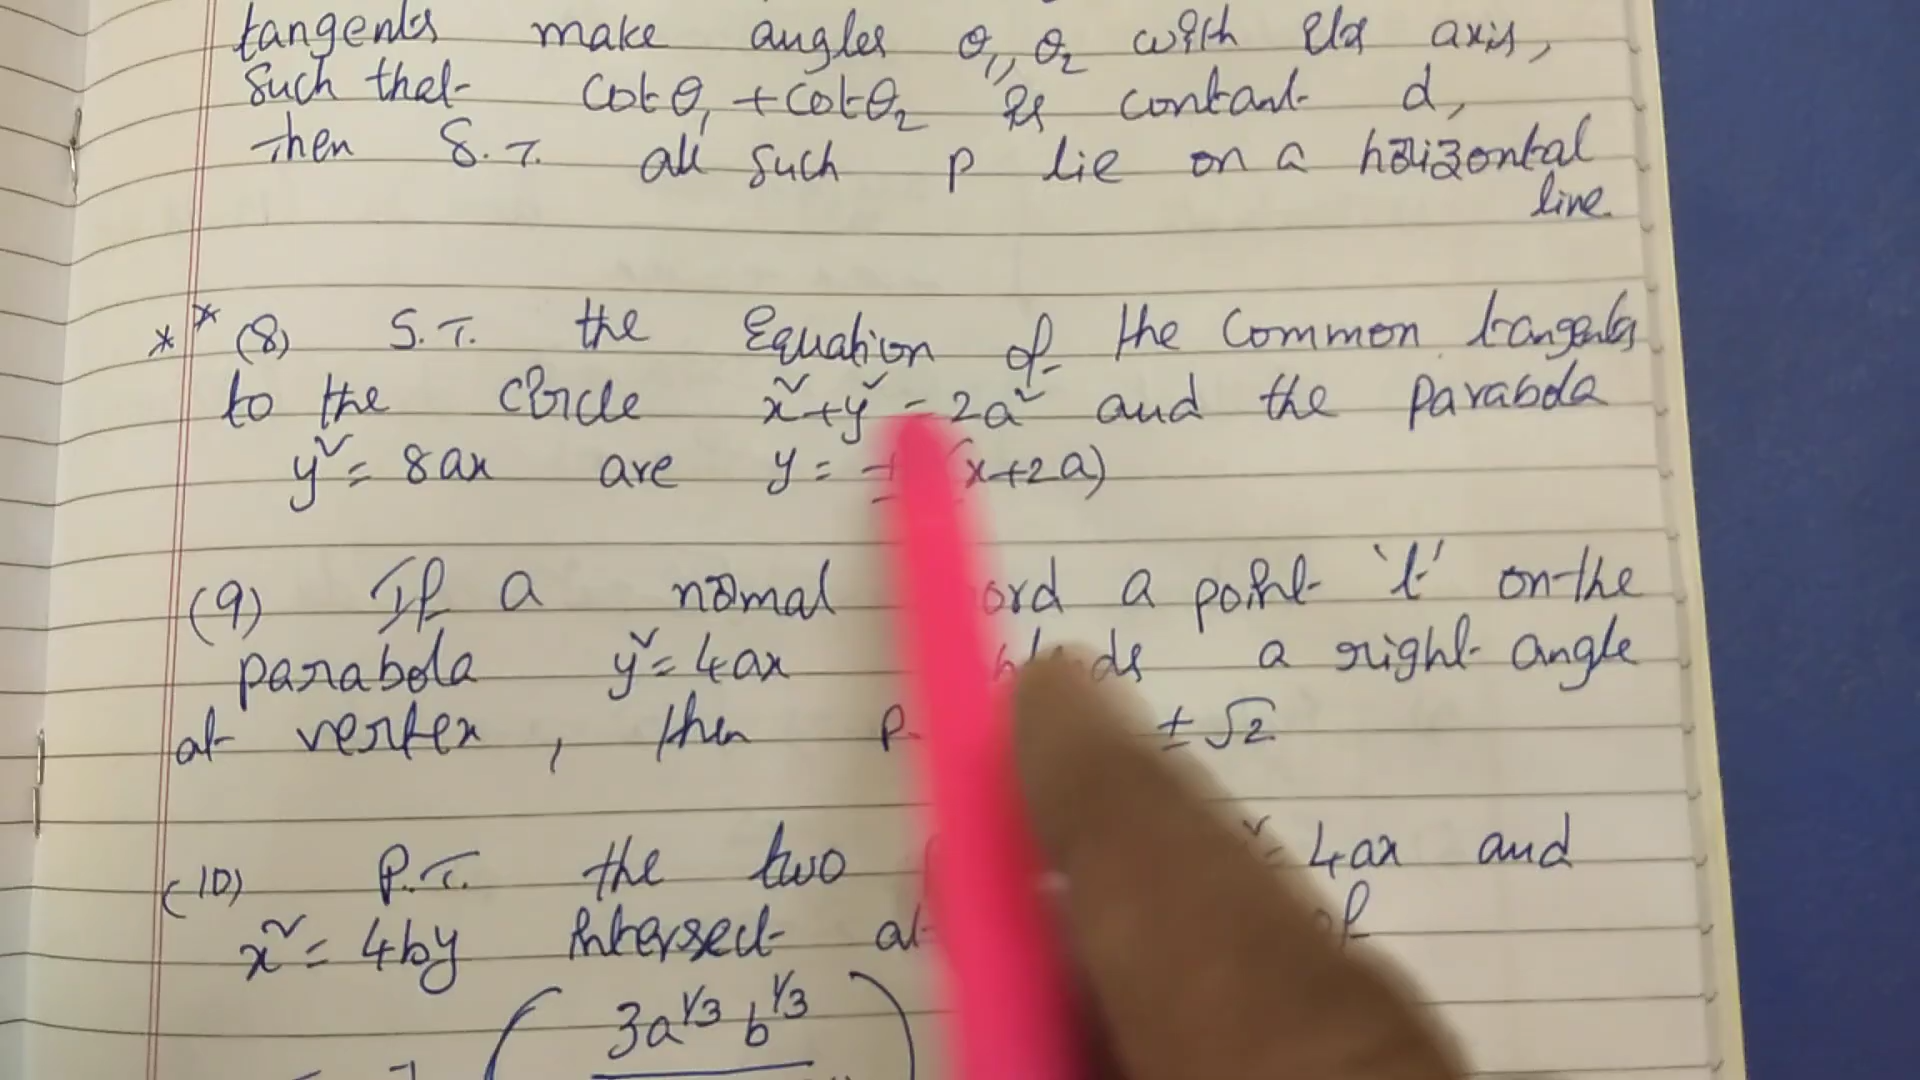 tangents make angles θ₁, θ₂ with its axis,
Such that cotθ₁ + cotθ₂ is contant d,
then S.T. all such P lie on a horizontal
line.
** (8) S.T. the Equation of the Common tangents
to the circle x² + y² = 2a² and the parabola
y² = 8ax are y = ± (x+2a)
(9) If a normal a point 't' on the
parabola y² = 4ax a right angle
at vertex, then ± √2
(10) P.T. the two = 4ax and
x² = 4by intersect at of
3a^1/3 b^1/3